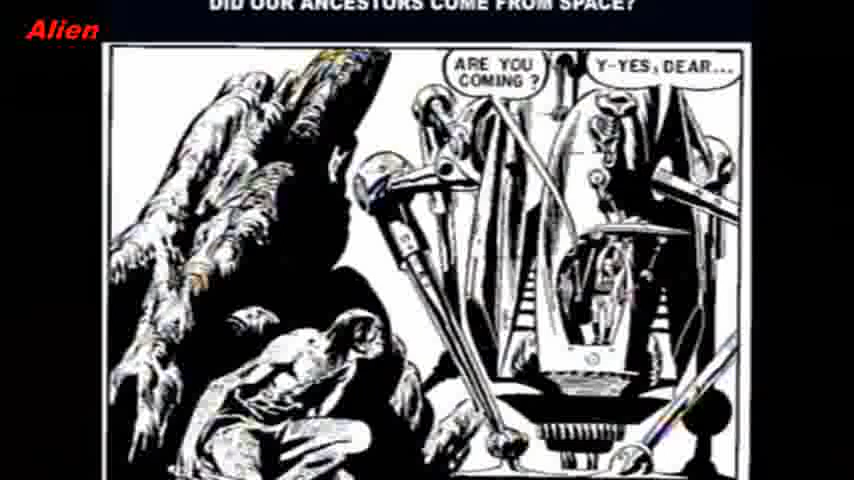 DID OUR ANCESTORS COME FROM SPACE?
Alien
ARE YOU
COMING?
Y-YES, DEAR...